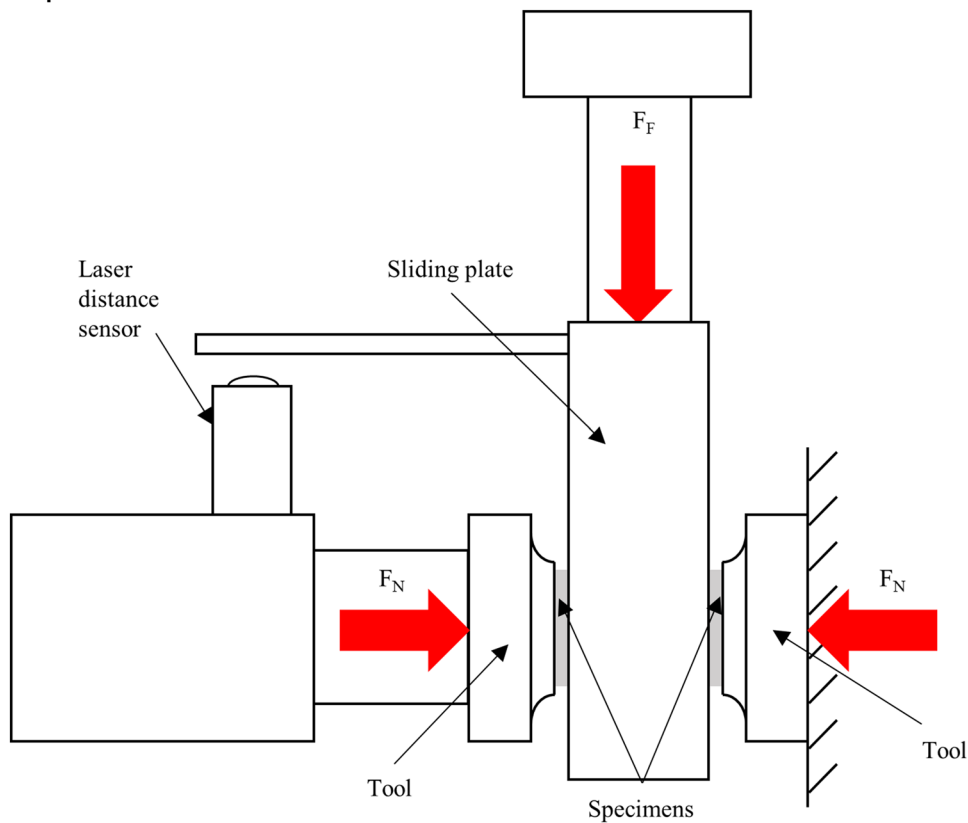 F_F
Laser
distance
sensor
Sliding plate
F_N
F_N
Tool
Tool
Specimens